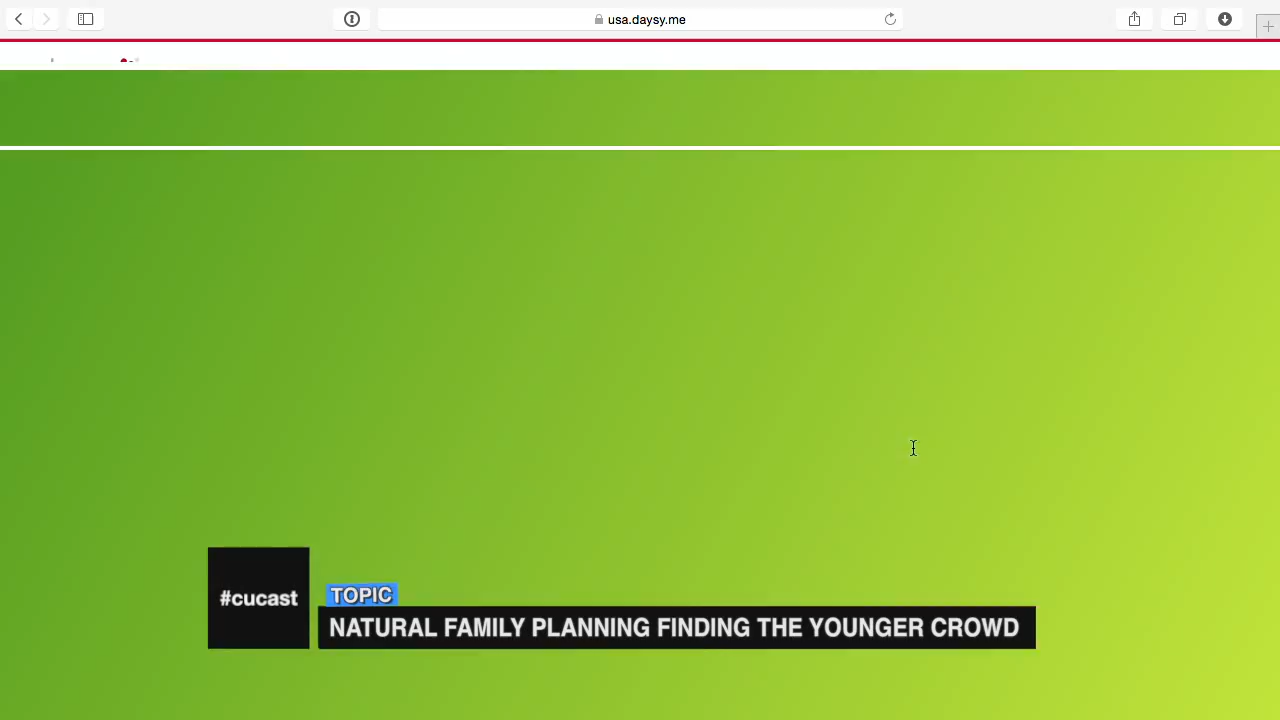 usa.daysy.me
#cucast
TOPIC
NATURAL FAMILY PLANNING FINDING THE YOUNGER CROWD